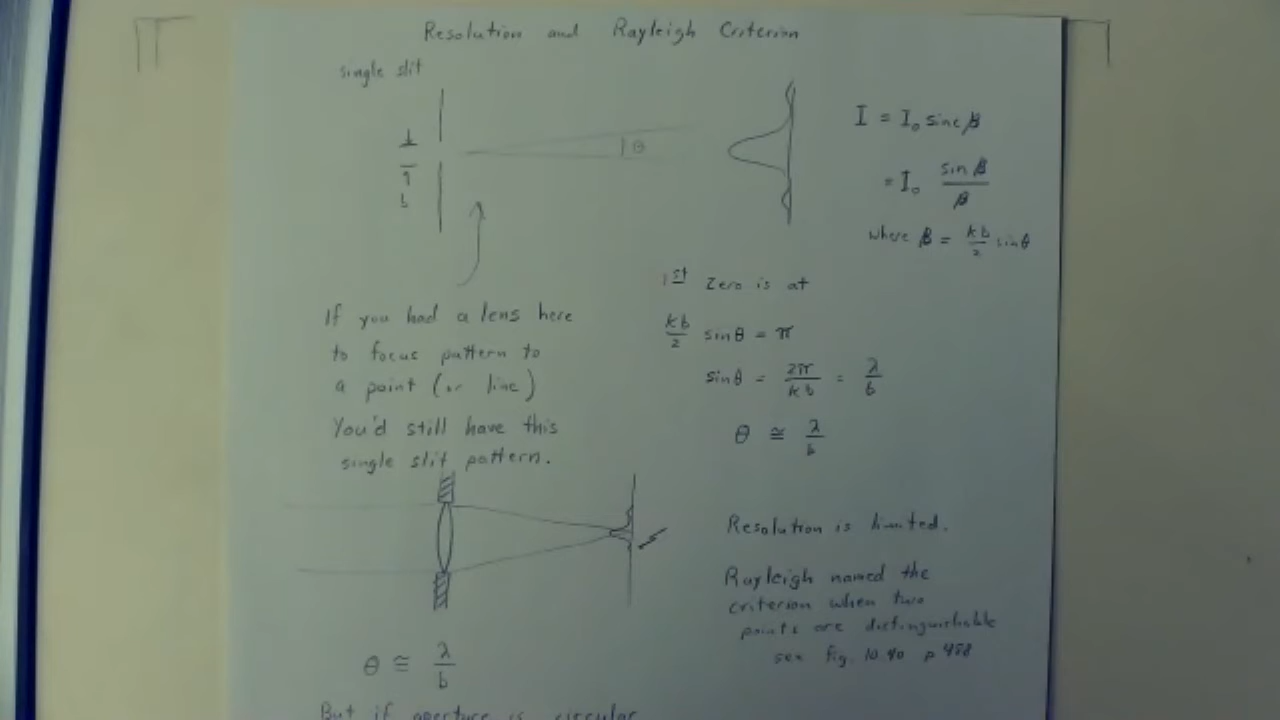 Resolution and Rayleigh Criterion
single slit
θ
b
I = I₀ sinc β
= I₀ sin β / β
where β = kb/2 sin θ
1st Zero is at
kb/2 sin θ = π
sin θ = 2π/kb = λ/b
θ ≅ λ/b
If you had a lens here
to focus pattern to
a point (or line)
You'd still have this
single slit pattern.
Resolution is limited.
Rayleigh named the
criterion when two
points are distinguishable
see fig. 10.40 p 458
θ ≅ λ/b
But if aperture is circular